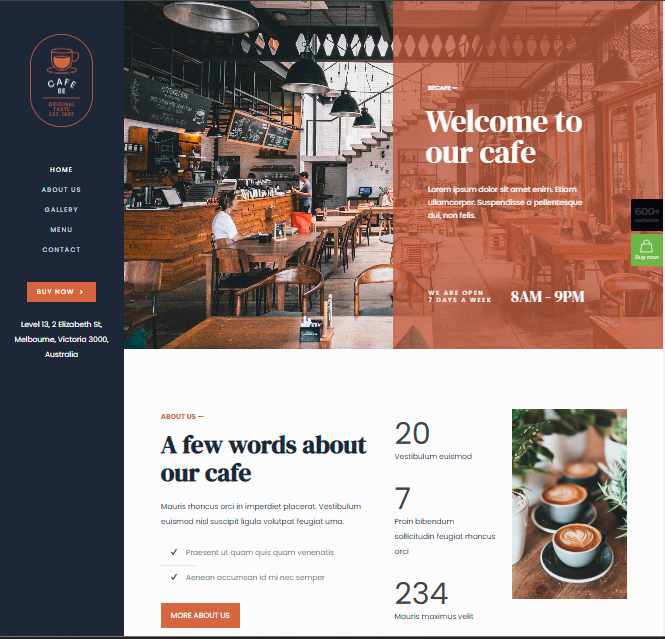 CAFE
BE
ORIGINAL
TASTE
EST. 1997
HOME
ABOUT US
GALLERY
MENU
CONTACT
BUY NOW >
Level 13, 2 Elizabeth St,
Melbourne, Victoria 3000,
Australia
BECAFE —
Welcome to
our cafe
Lorem ipsum dolor sit amet enim. Etiam
ullamcorper. Suspendisse a pellentesque
dui, non felis.
WE ARE OPEN
7 DAYS A WEEK
8AM - 9PM
600+
Buy now
ABOUT US —
A few words about
our cafe
Mauris rhoncus orci in imperdiet placerat. Vestibulum
euismod nisl suscipit ligula volutpat feugiat urna.
Praesent ut quam quis quam venenatis
Aenean accumsan id mi nec semper
MORE ABOUT US
20
Vestibulum euismod
7
Proin bibendum
sollicitudin feugiat rhoncus
orci
234
Mauris maximus velit